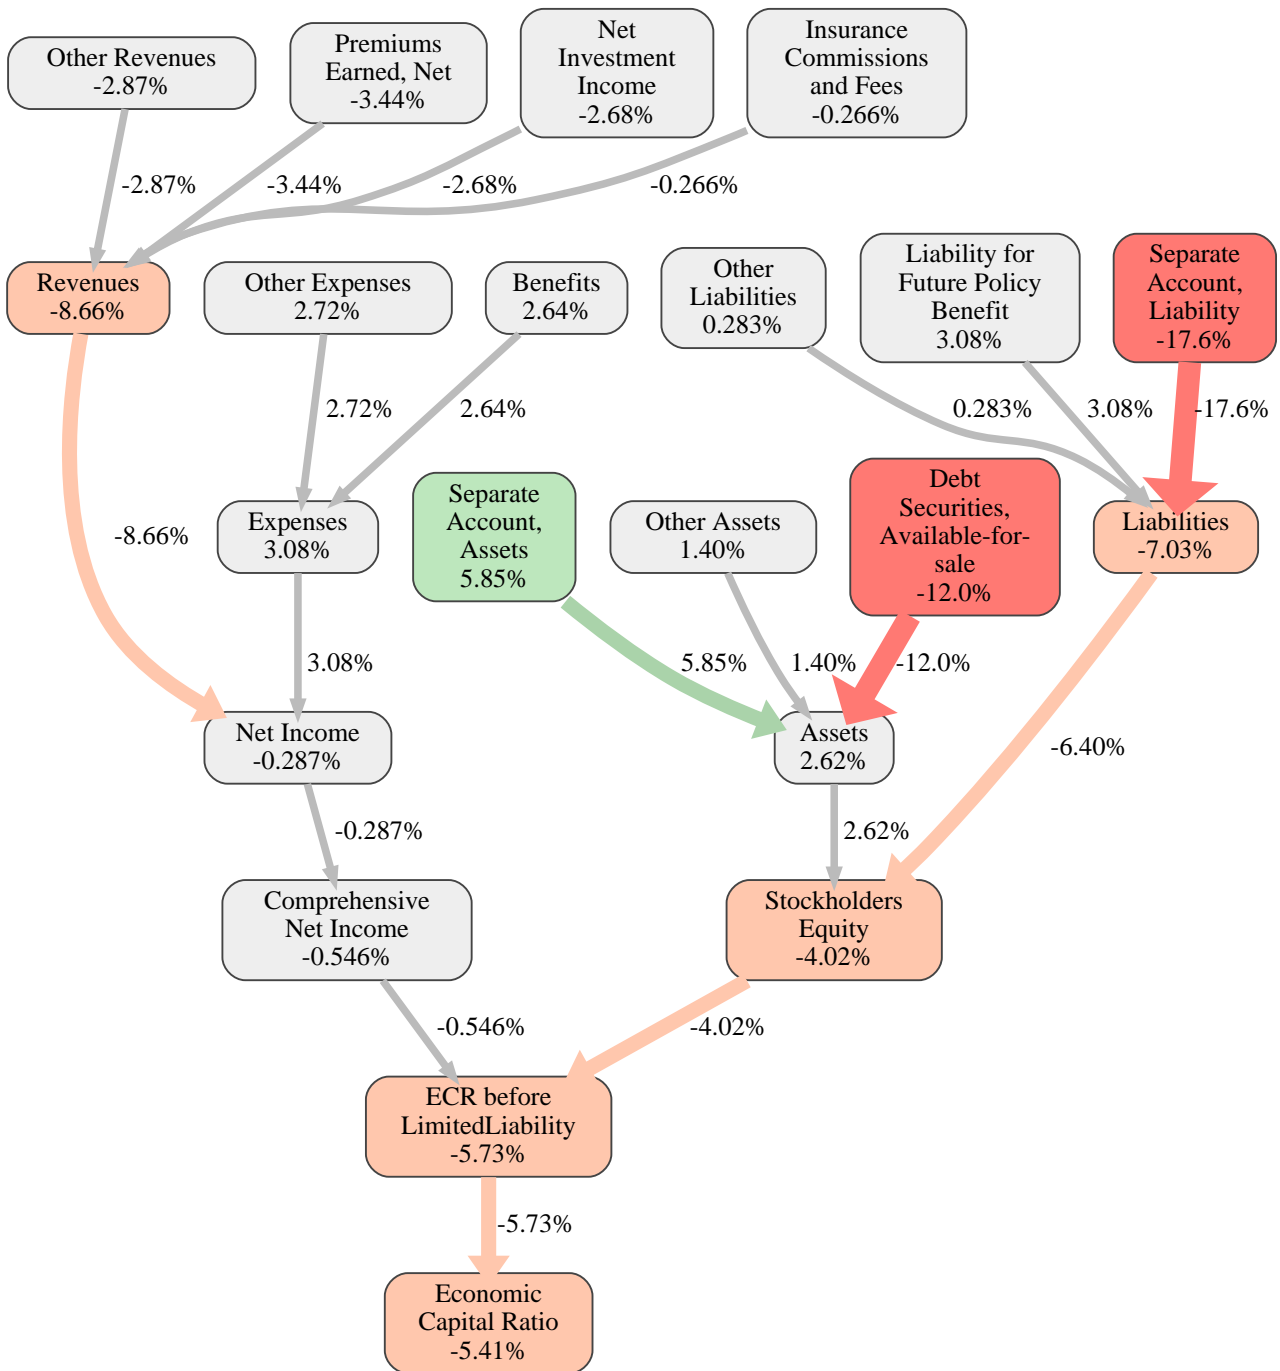 Other Revenues
-2.87%
Premiums
Earned, Net
-3.44%
Net
Investment
Income
-2.68%
Insurance
Commissions
and Fees
-0.266%
-2.87%
-3.44%
-2.68%
-0.266%
Revenues
-8.66%
Other Expenses
2.72%
Benefits
2.64%
Other
Liabilities
0.283%
Liability for
Future Policy
Benefit
3.08%
Separate
Account,
Liability
-17.6%
2.72%
2.64%
0.283%
3.08%
-17.6%
-8.66%
Expenses
3.08%
Separate
Account,
Assets
5.85%
Other Assets
1.40%
Debt
Securities,
Available-for-
sale
-12.0%
Liabilities
-7.03%
3.08%
5.85%
1.40%
-12.0%
-6.40%
Net Income
-0.287%
Assets
2.62%
-0.287%
2.62%
Comprehensive
Net Income
-0.546%
Stockholders
Equity
-4.02%
-0.546%
-4.02%
ECR before
LimitedLiability
-5.73%
-5.73%
Economic
Capital Ratio
-5.41%